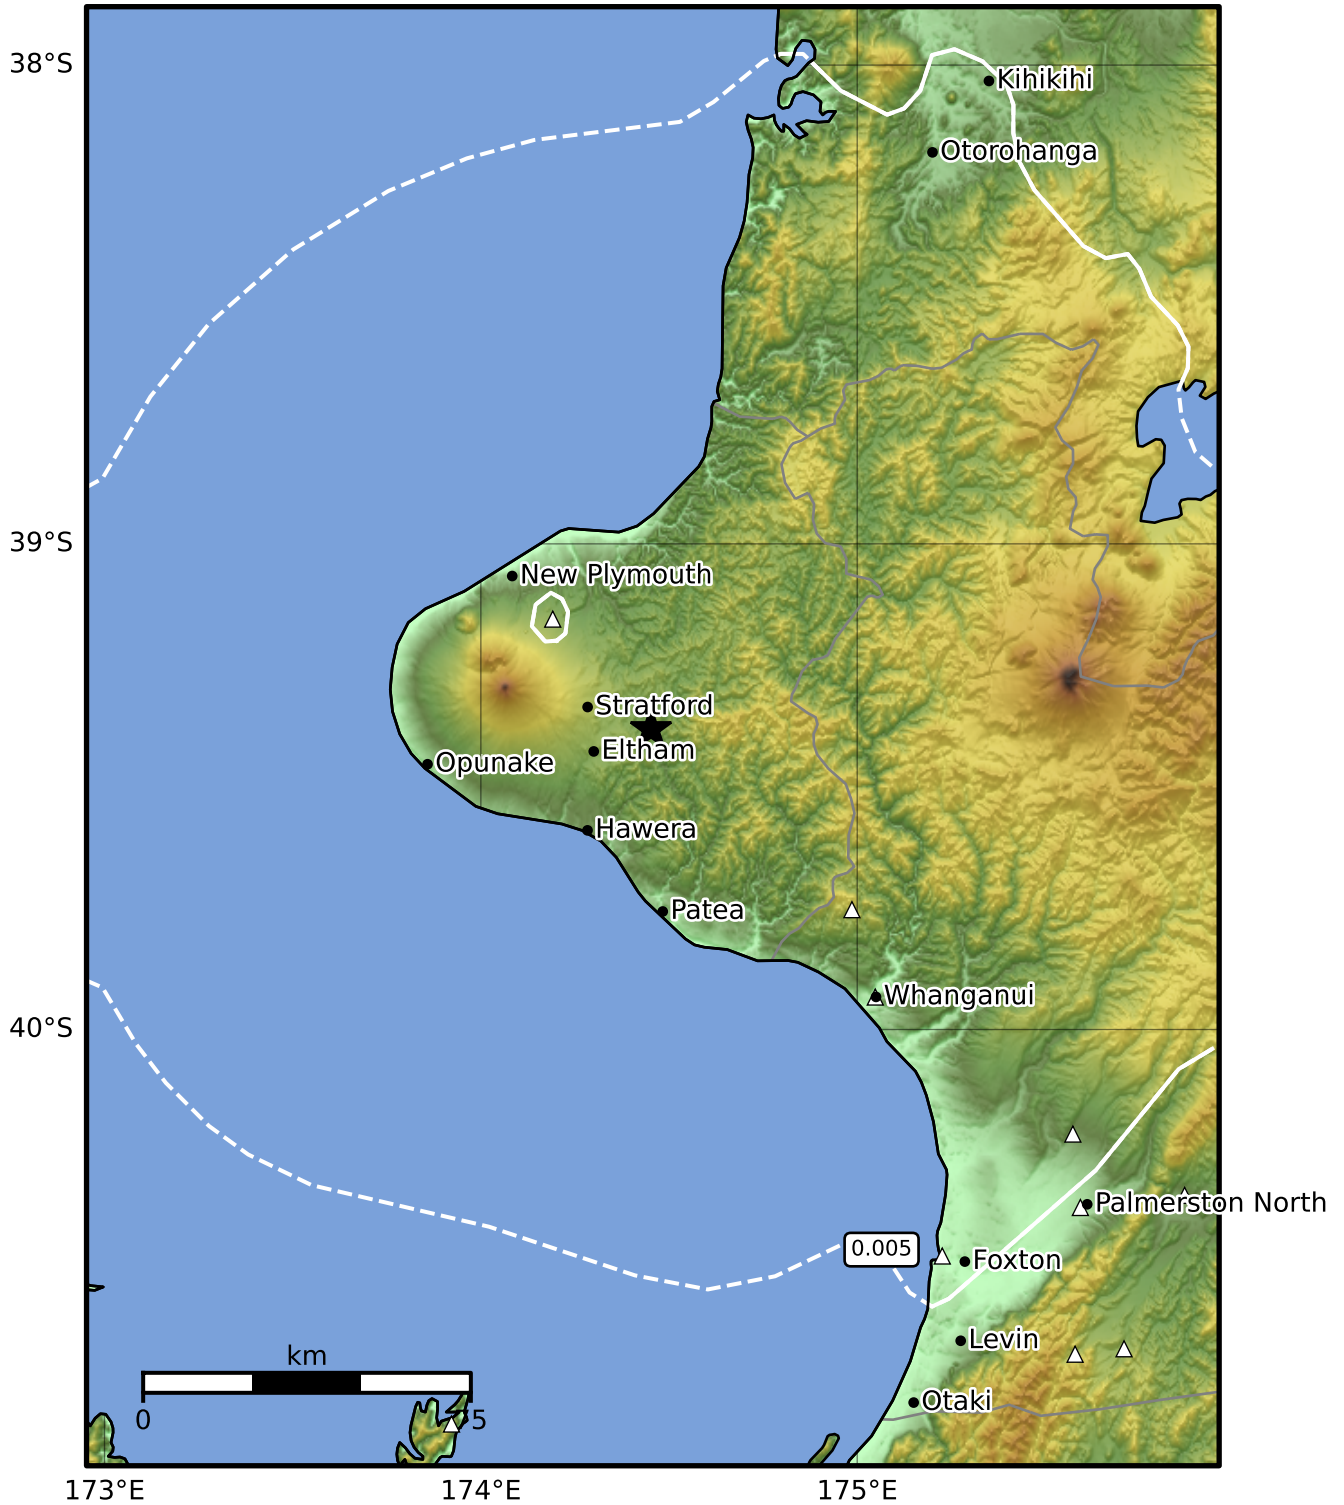 38°S
Kihikihi
Otorohanga
39°S
New Plymouth
Stratford
Eltham
Opunake
Hawera
Patea
Whanganui
40°S
Palmerston North
0.005
Foxton
Levin
km
Otaki
0
173°E
174°E
175°E